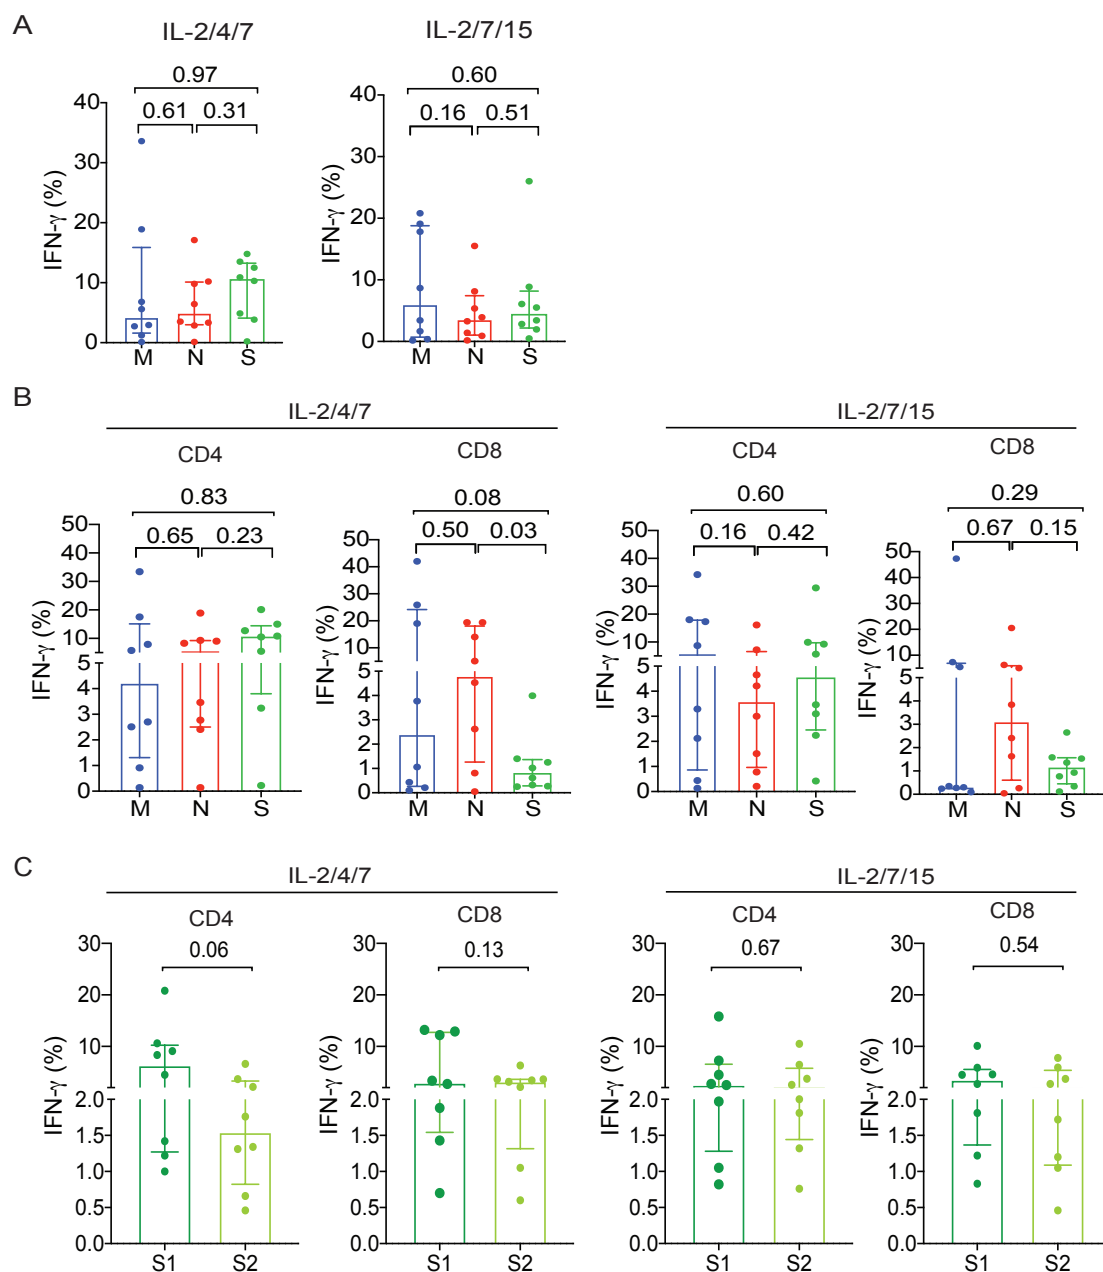 A
IL-2/4/7
IL-2/7/15
0.97
0.61
0.31
IFN-γ (%)
40
30
20
10
0
M N S
0.60
0.16
0.51
IFN-γ (%)
40
30
20
10
0
M N S
B
IL-2/4/7
IL-2/7/15
CD4
CD8
CD4
CD8
0.83
0.65
0.23
IFN-γ (%)
50
40
30
20
10
5
4
3
2
1
0
M N S
0.08
0.50
0.03
IFN-γ (%)
50
40
30
20
10
5
4
3
2
1
0
M N S
0.60
0.16
0.42
IFN-γ (%)
50
40
30
20
10
5
4
3
2
1
0
M N S
0.29
0.67
0.15
IFN-γ (%)
50
40
30
20
10
5
4
3
2
1
0
M N S
C
IL-2/4/7
IL-2/7/15
CD4
CD8
CD4
CD8
0.06
IFN-γ (%)
30
20
10
2.0
1.5
1.0
0.5
0.0
S1 S2
0.13
IFN-γ (%)
30
20
10
2.0
1.5
1.0
0.5
0.0
S1 S2
0.67
IFN-γ (%)
30
20
10
2.0
1.5
1.0
0.5
0.0
S1 S2
0.54
IFN-γ (%)
30
20
10
2.0
1.5
1.0
0.5
0.0
S1 S2